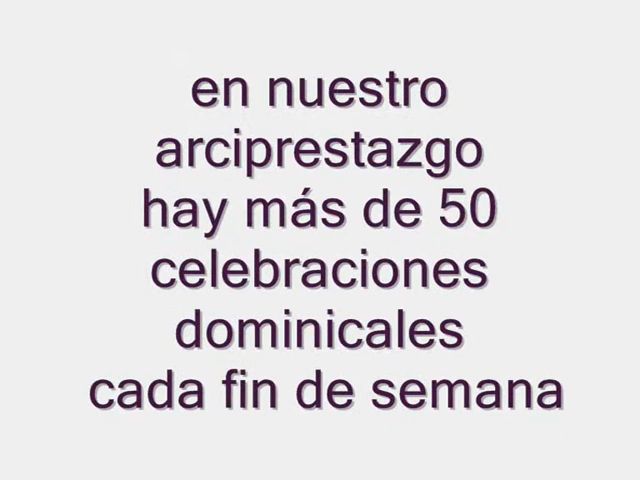 en nuestro
arciprestazgo
hay más de 50
celebraciones
dominicales
cada fin de semana